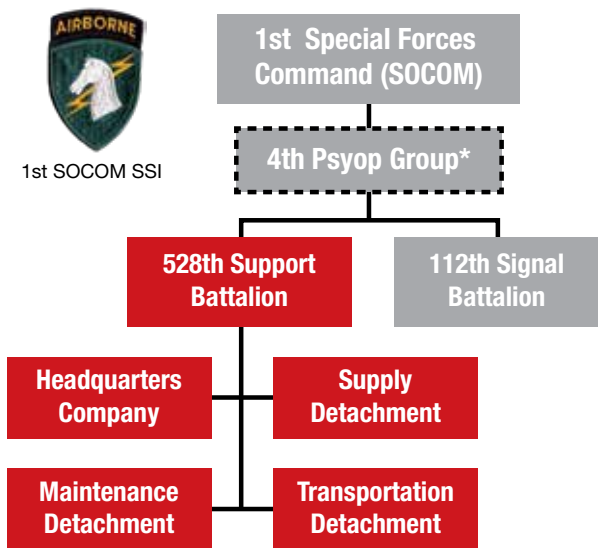 AIRBORNE
1st SOCOM SSI
1st Special Forces
Command (SOCOM)
4th Psyop Group*
528th Support
Battalion
112th Signal
Battalion
Headquarters
Company
Supply
Detachment
Maintenance
Detachment
Transportation
Detachment